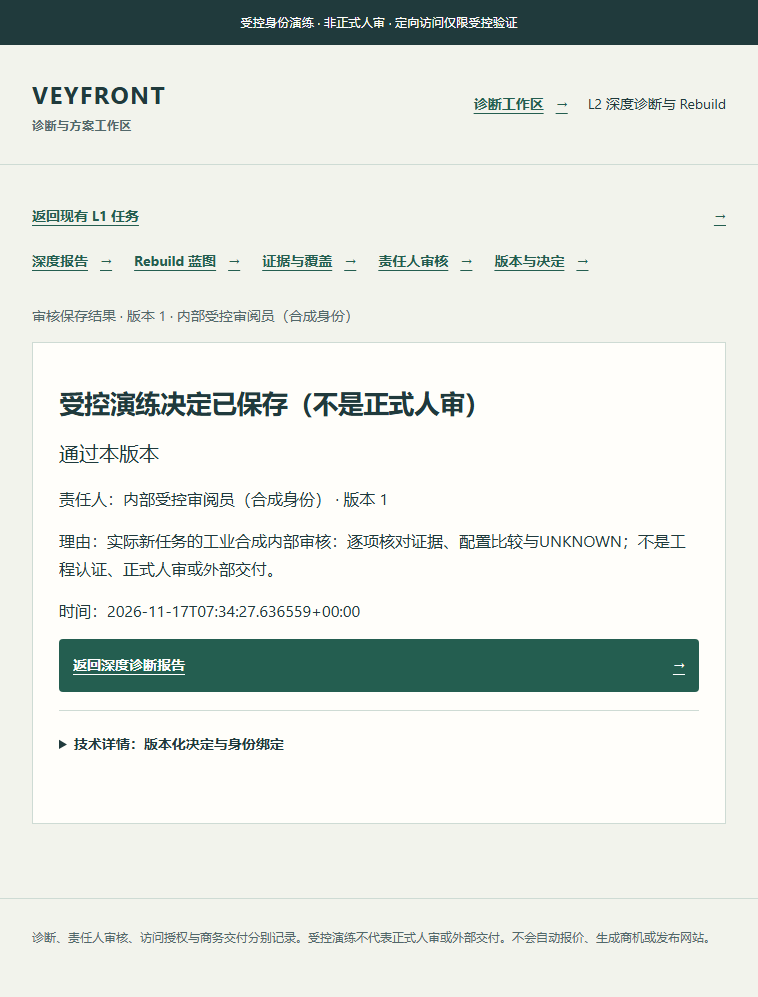 受控身份演练 · 非正式人审 · 定向访问仅限受控验证
VEYFRONT
诊断与方案工作区
诊断工作区 → L2 深度诊断与 Rebuild
返回现有 L1 任务 →
深度报告 → Rebuild 蓝图 → 证据与覆盖 → 责任人审核 → 版本与决定 →
审核保存结果 · 版本 1 · 内部受控审阅员（合成身份）
受控演练决定已保存（不是正式人审）
通过本版本
责任人：内部受控审阅员（合成身份） · 版本 1
理由：实际新任务的工业合成内部审核：逐项核对证据、配置比较与UNKNOWN；不是工
程认证、正式人审或外部交付。
时间：2026-11-17T07:34:27.636559+00:00
返回深度诊断报告 →
▶ 技术详情：版本化决定与身份绑定
诊断、责任人审核、访问授权与商务交付分别记录。受控演练不代表正式人审或外部交付。不会自动报价、生成商机或发布网站。